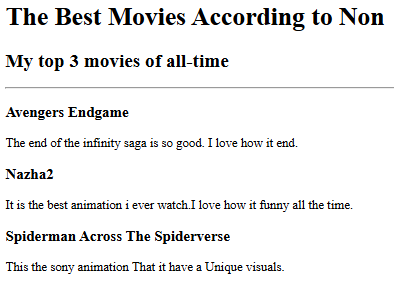 The Best Movies According to Non
My top 3 movies of all-time
Avengers Endgame
The end of the infinity saga is so good. I love how it end.
Nazha2
It is the best animation i ever watch.I love how it funny all the time.
Spiderman Across The Spiderverse
This the sony animation That it have a Unique visuals.